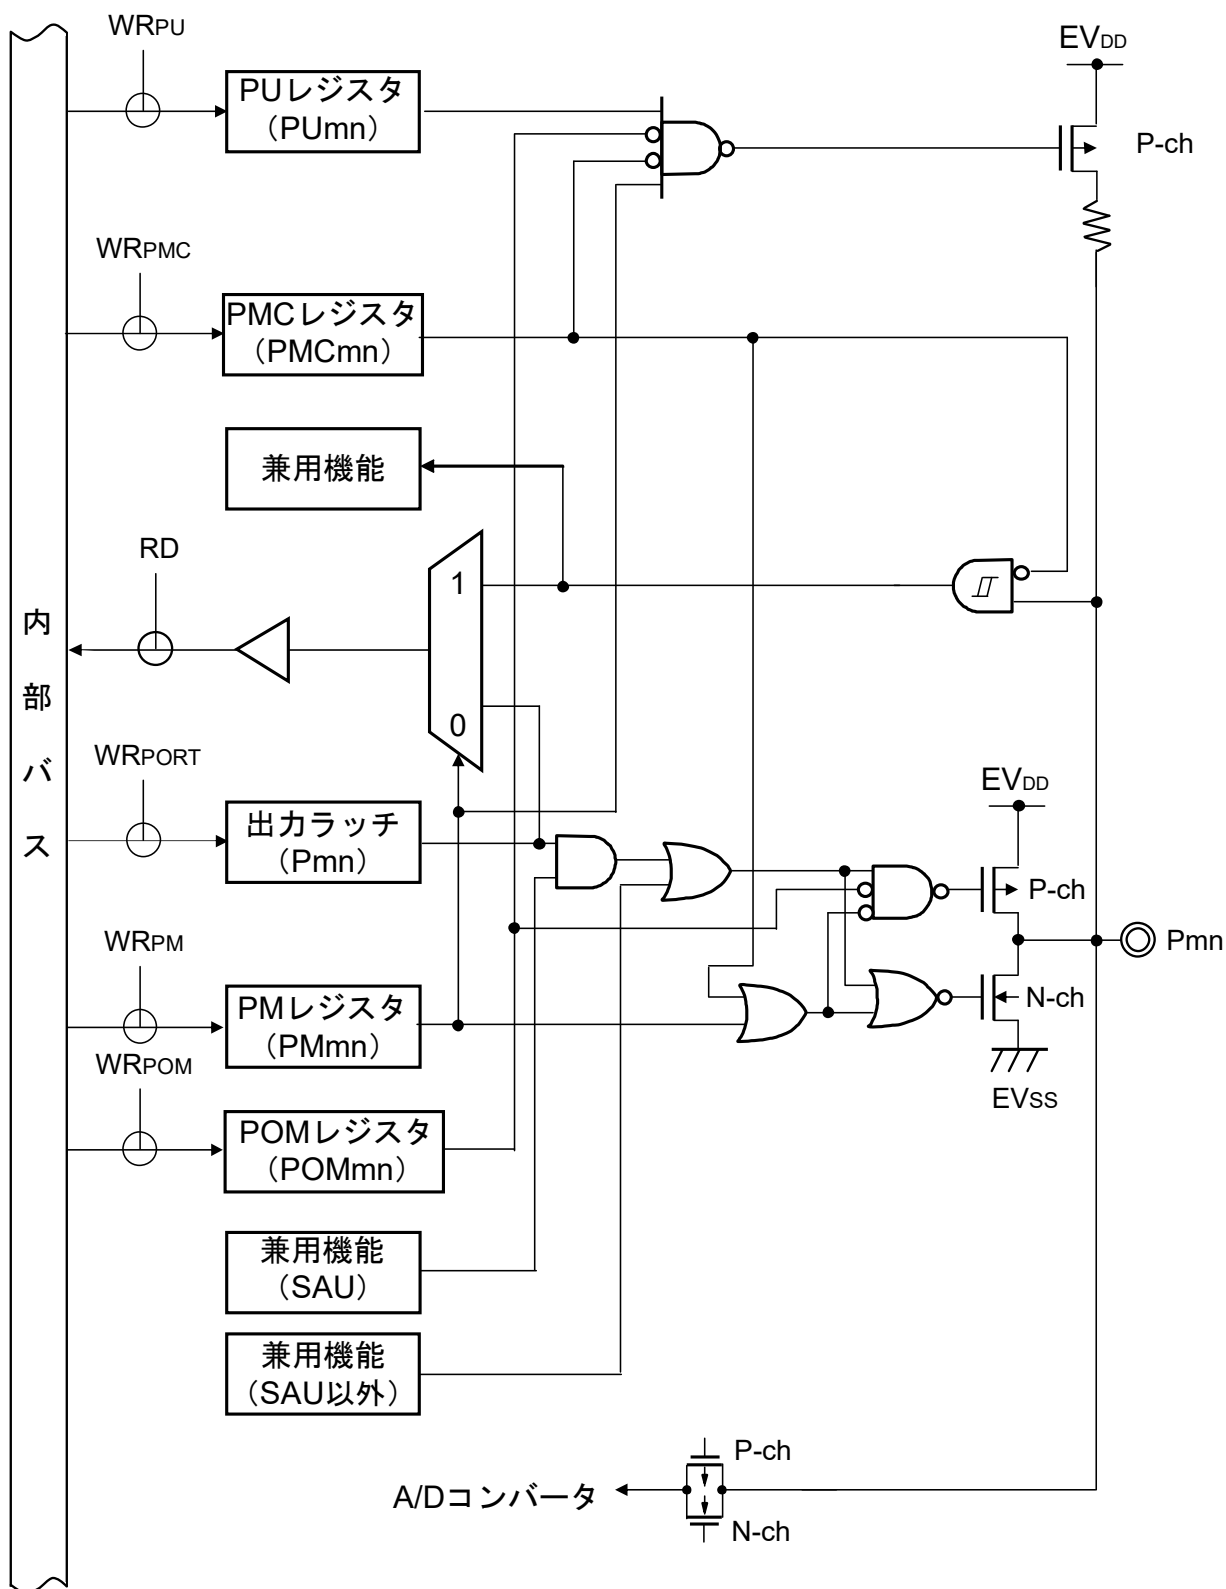 WRPU
EVDD
PUレジスタ
（PUmn）
P-ch
WRPMC
PMCレジスタ
（PMCmn）
兼用機能
RD
1
0
内部バス
WRPORT
出力ラッチ
（Pmn）
EVDD
P-ch
Pmn
WRPM
PMレジスタ
（PMmn）
N-ch
EVSS
WRPOM
POMレジスタ
（POMmn）
兼用機能
（SAU）
兼用機能
（SAU以外）
P-ch
A/Dコンバータ
N-ch